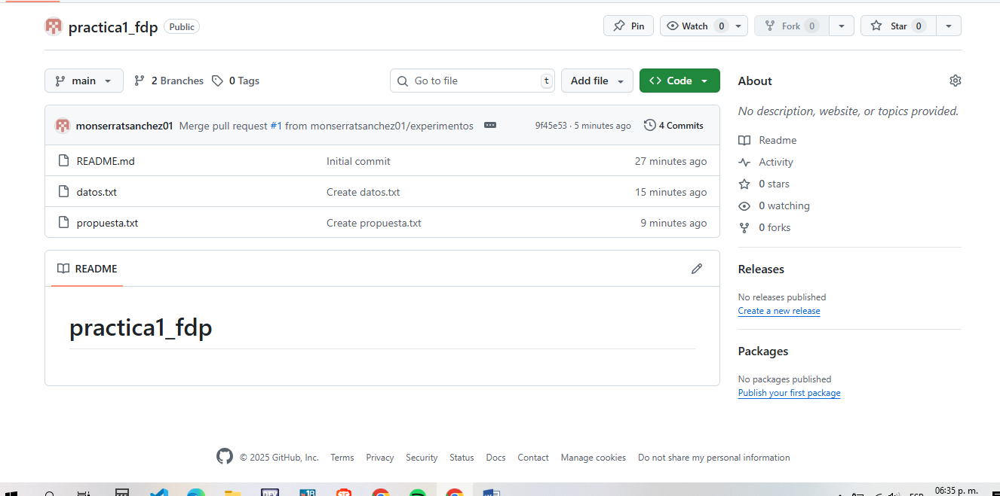 practica1_fdp Public Pin Watch 0 Fork 0 Star 0
main 2 Branches 0 Tags Go to file t Add file <> Code
monserratsanchez01 Merge pull request #1 from monserratsanchez01/experimentos 9f45e53 · 5 minutes ago 4 Commits
README.md Initial commit 27 minutes ago
datos.txt Create datos.txt 15 minutes ago
propuesta.txt Create propuesta.txt 9 minutes ago
README
practica1_fdp
About
No description, website, or topics provided.
Readme
Activity
0 stars
0 watching
0 forks
Releases
No releases published
Create a new release
Packages
No packages published
Publish your first package
© 2025 GitHub, Inc. Terms Privacy Security Status Docs Contact Manage cookies Do not share my personal information
06:35 p. m.